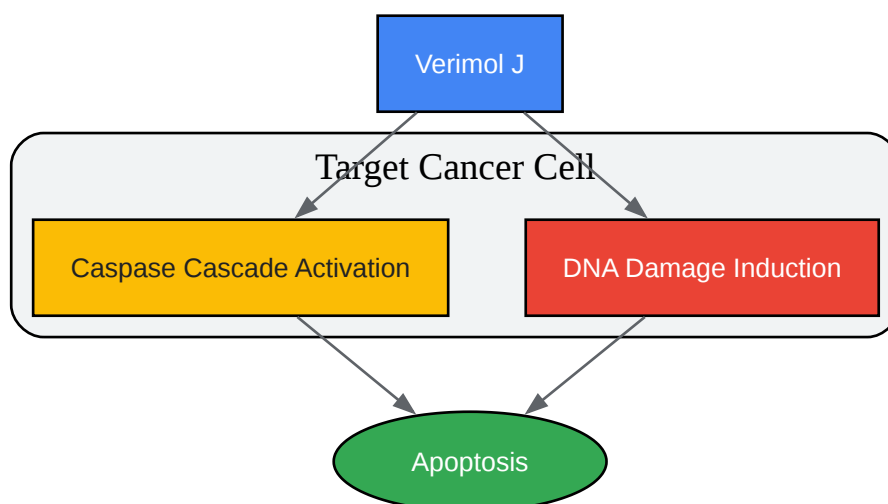 Verimol J
Target Cancer Cell
Caspase Cascade Activation
DNA Damage Induction
Apoptosis